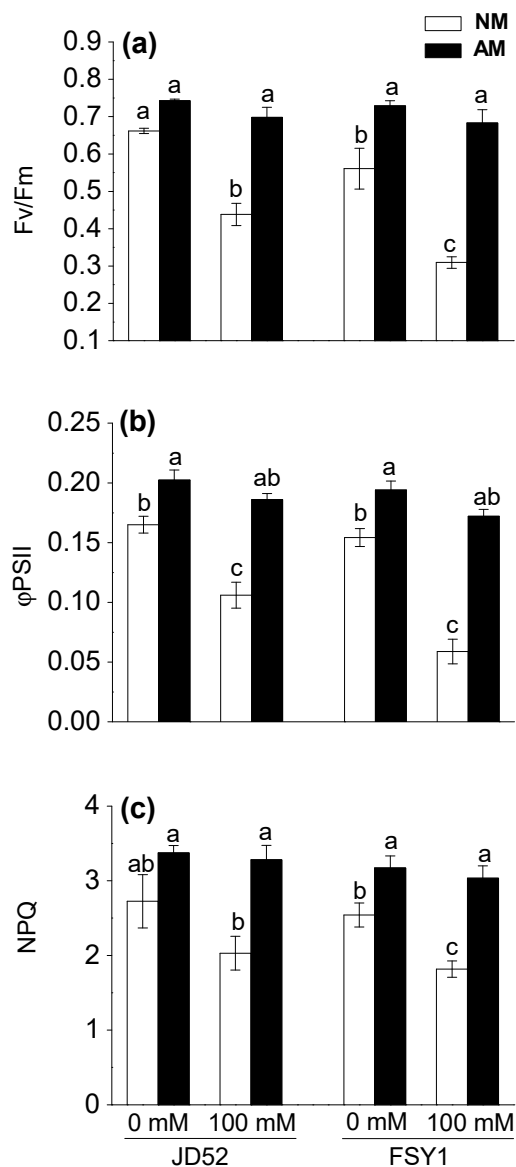 NM
AM
(a)
0.9
0.8
0.7
0.6
0.5
0.4
0.3
0.2
0.1
Fv/Fm
a a a b
b a a c
(b)
0.25
0.20
0.15
0.10
0.05
0.00
φPSII
b a c ab
b a c ab
(c)
4
3
2
1
0
NPQ
ab a b a
b a c a
0 mM 100 mM 0 mM 100 mM
JD52 FSY1